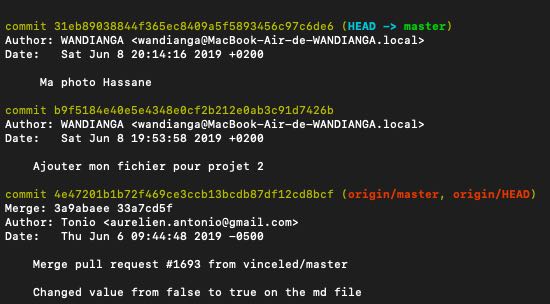 commit 31eb89038844f365ec8409a5f5893456c97c6de6 (HEAD -> master)
Author: WANDIANGA <wandianga@MacBook-Air-de-WANDIANGA.local>
Date:   Sat Jun 8 20:14:16 2019 +0200
Ma photo Hassane
commit b9f5184e40e5e4348e0cf2b212e0ab3c91d7426b
Author: WANDIANGA <wandianga@MacBook-Air-de-WANDIANGA.local>
Date:   Sat Jun 8 19:53:58 2019 +0200
Ajouter mon fichier pour projet 2
commit 4e47201b1b72f469ce3ccb13bcdb87df12cd8bcf (origin/master, origin/HEAD)
Merge: 3a9abaee 33a7cd5f
Author: Tonio <aurelien.antonio@gmail.com>
Date:   Thu Jun 6 09:44:48 2019 -0500
Merge pull request #1693 from vinceled/master
Changed value from false to true on the md file